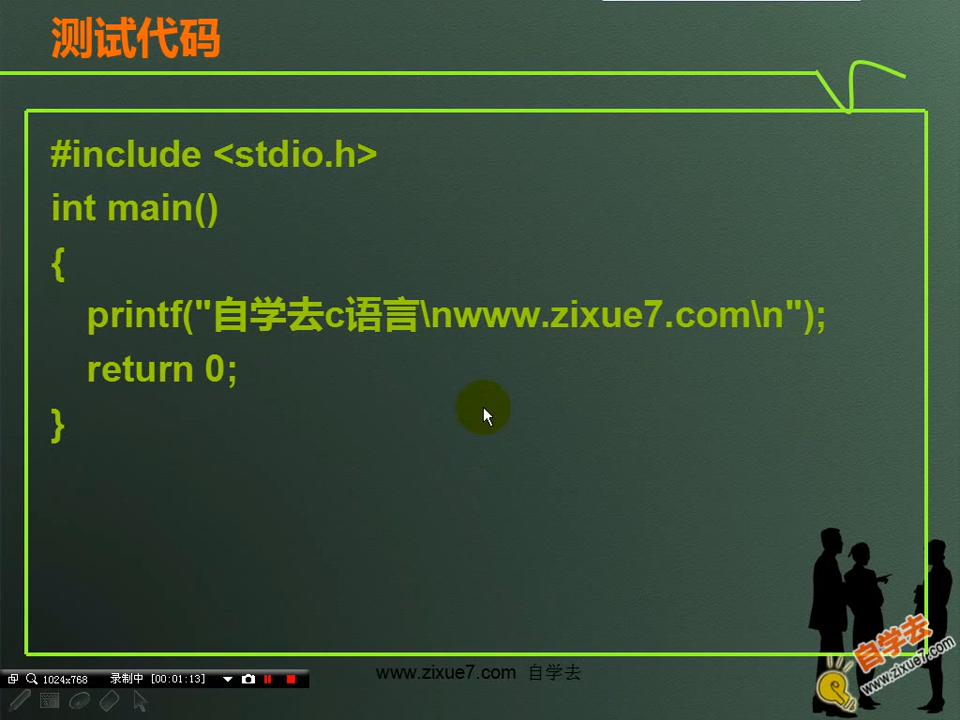 测试代码
#include <stdio.h>
int main()
{
printf("自学去c语言\nwww.zixue7.com\n");
return 0;
}
自学去
www.zixue7.com
www.zixue7.com 自学去
1024x768 录制中 [00:01:13]